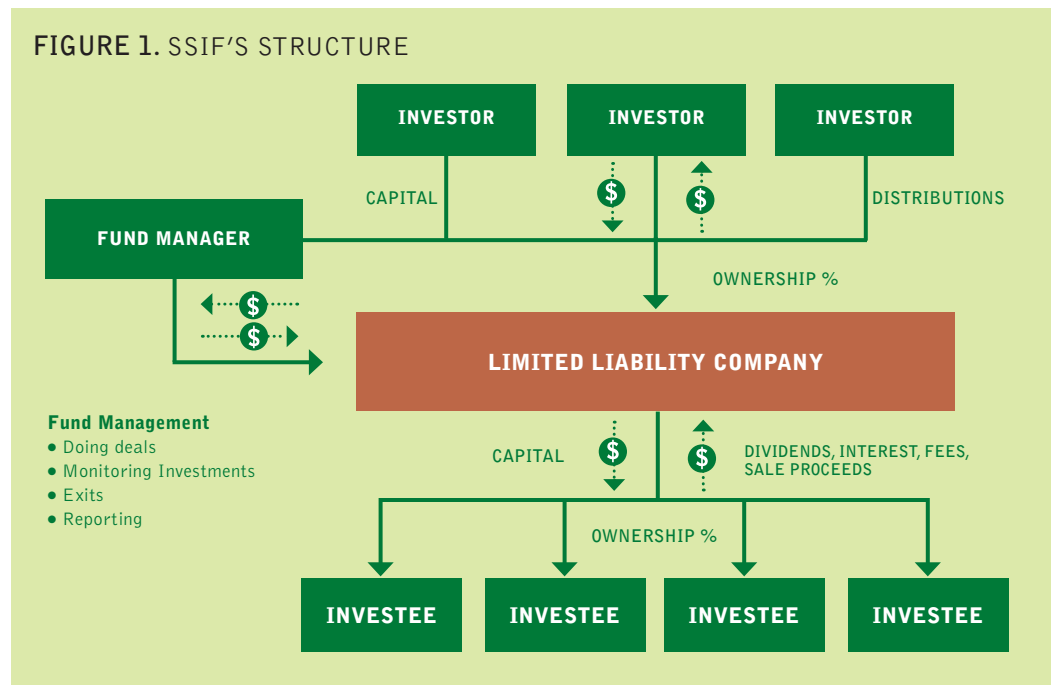 FIGURE 1. SSIF'S STRUCTURE
INVESTOR
INVESTOR
INVESTOR
CAPITAL
$
$
DISTRIBUTIONS
FUND MANAGER
OWNERSHIP %
$
$
LIMITED LIABILITY COMPANY
Fund Management
• Doing deals
• Monitoring Investments
• Exits
• Reporting
CAPITAL
$
$
DIVIDENDS, INTEREST, FEES,
SALE PROCEEDS
OWNERSHIP %
INVESTEE
INVESTEE
INVESTEE
INVESTEE